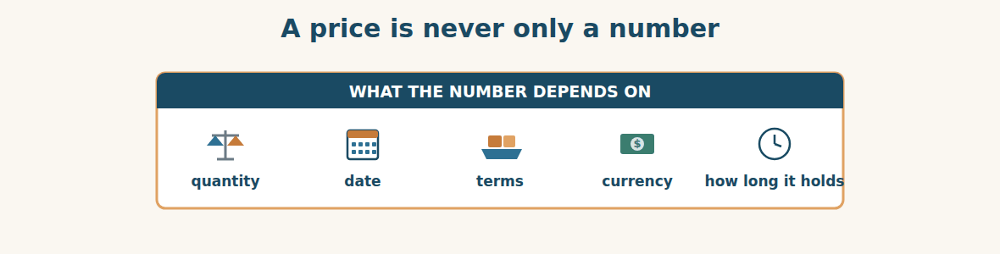 A price is never only a number
WHAT THE NUMBER DEPENDS ON
$
quantity
date
terms
currency
how long it holds